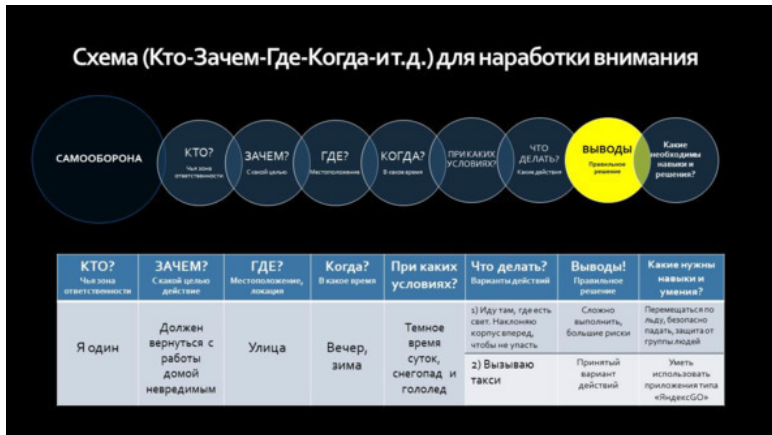 Схема (Кто-Зачем-Где-Когда-и т.д.) для наработки внимания
САМООБОРОНА
КТО?
Чья зона
ответственности
ЗАЧЕМ?
С какой целью
ГДЕ?
Местоположение
КОГДА?
В какое время
ПРИ КАКИХ
УСЛОВИЯХ?
ЧТО
ДЕЛАТЬ?
Какие действия
ВЫВОДЫ
Правильное
решение
Какие
необходимы
навыки и
решения?
КТО?
Чья зона
ответственности
ЗАЧЕМ?
С какой целью
действие
ГДЕ?
Местоположение,
локация
Когда?
В какое время
При каких
условиях?
Что делать?
Варианты действий
Выводы!
Правильное
решение
Какие нужны
навыки и
умения?
Я один
Должен
вернуться с
работы
домой
невредимым
Улица
Вечер,
зима
Темное
время
суток,
снегопад и
гололед
1) Иду там, где есть
свет. Наклоняю
корпус вперед,
чтобы не упасть
Сложно
выполнить,
большие риски
Перемещаться по
льду, безопасно
падать, защита от
группы людей
2) Вызываю
такси
Принятый
вариант
действий
Уметь
использовать
приложения типа
«ЯндексGO»